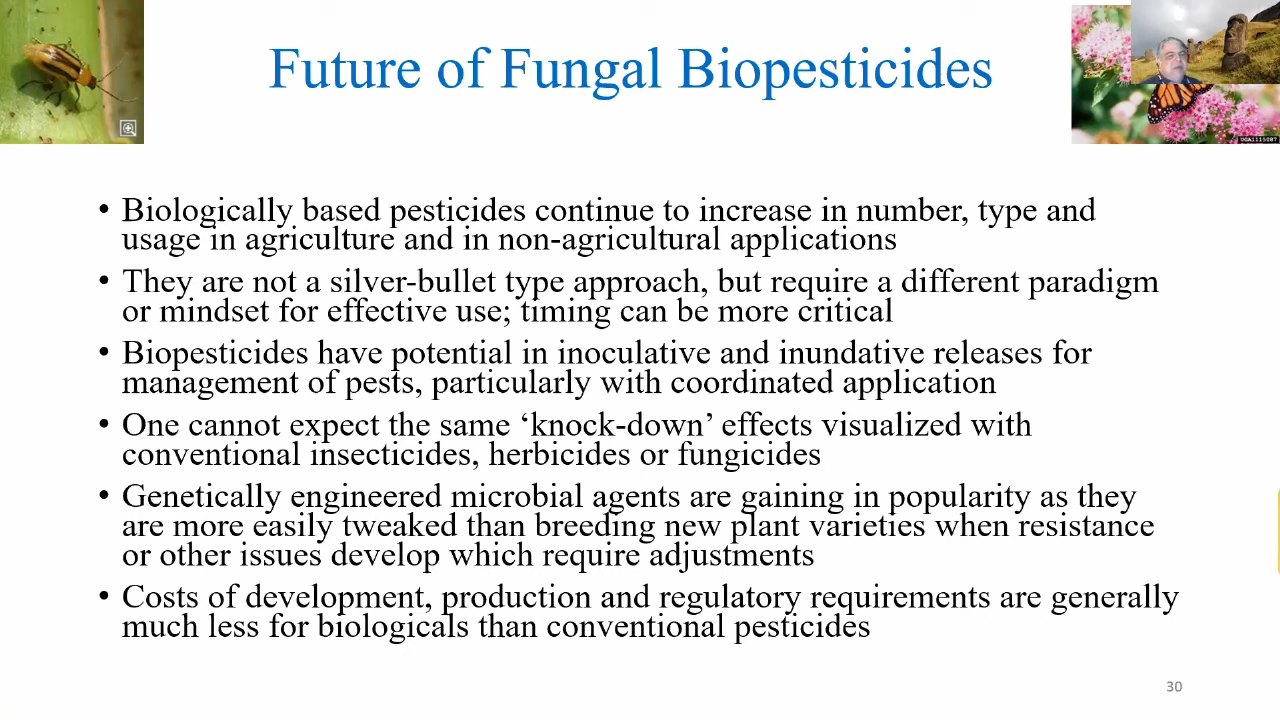 Future of Fungal Biopesticides
UGA1115087
• Biologically based pesticides continue to increase in number, type and
usage in agriculture and in non-agricultural applications
• They are not a silver-bullet type approach, but require a different paradigm
or mindset for effective use; timing can be more critical
• Biopesticides have potential in inoculative and inundative releases for
management of pests, particularly with coordinated application
• One cannot expect the same ‘knock-down’ effects visualized with
conventional insecticides, herbicides or fungicides
• Genetically engineered microbial agents are gaining in popularity as they
are more easily tweaked than breeding new plant varieties when resistance
or other issues develop which require adjustments
• Costs of development, production and regulatory requirements are generally
much less for biologicals than conventional pesticides
30